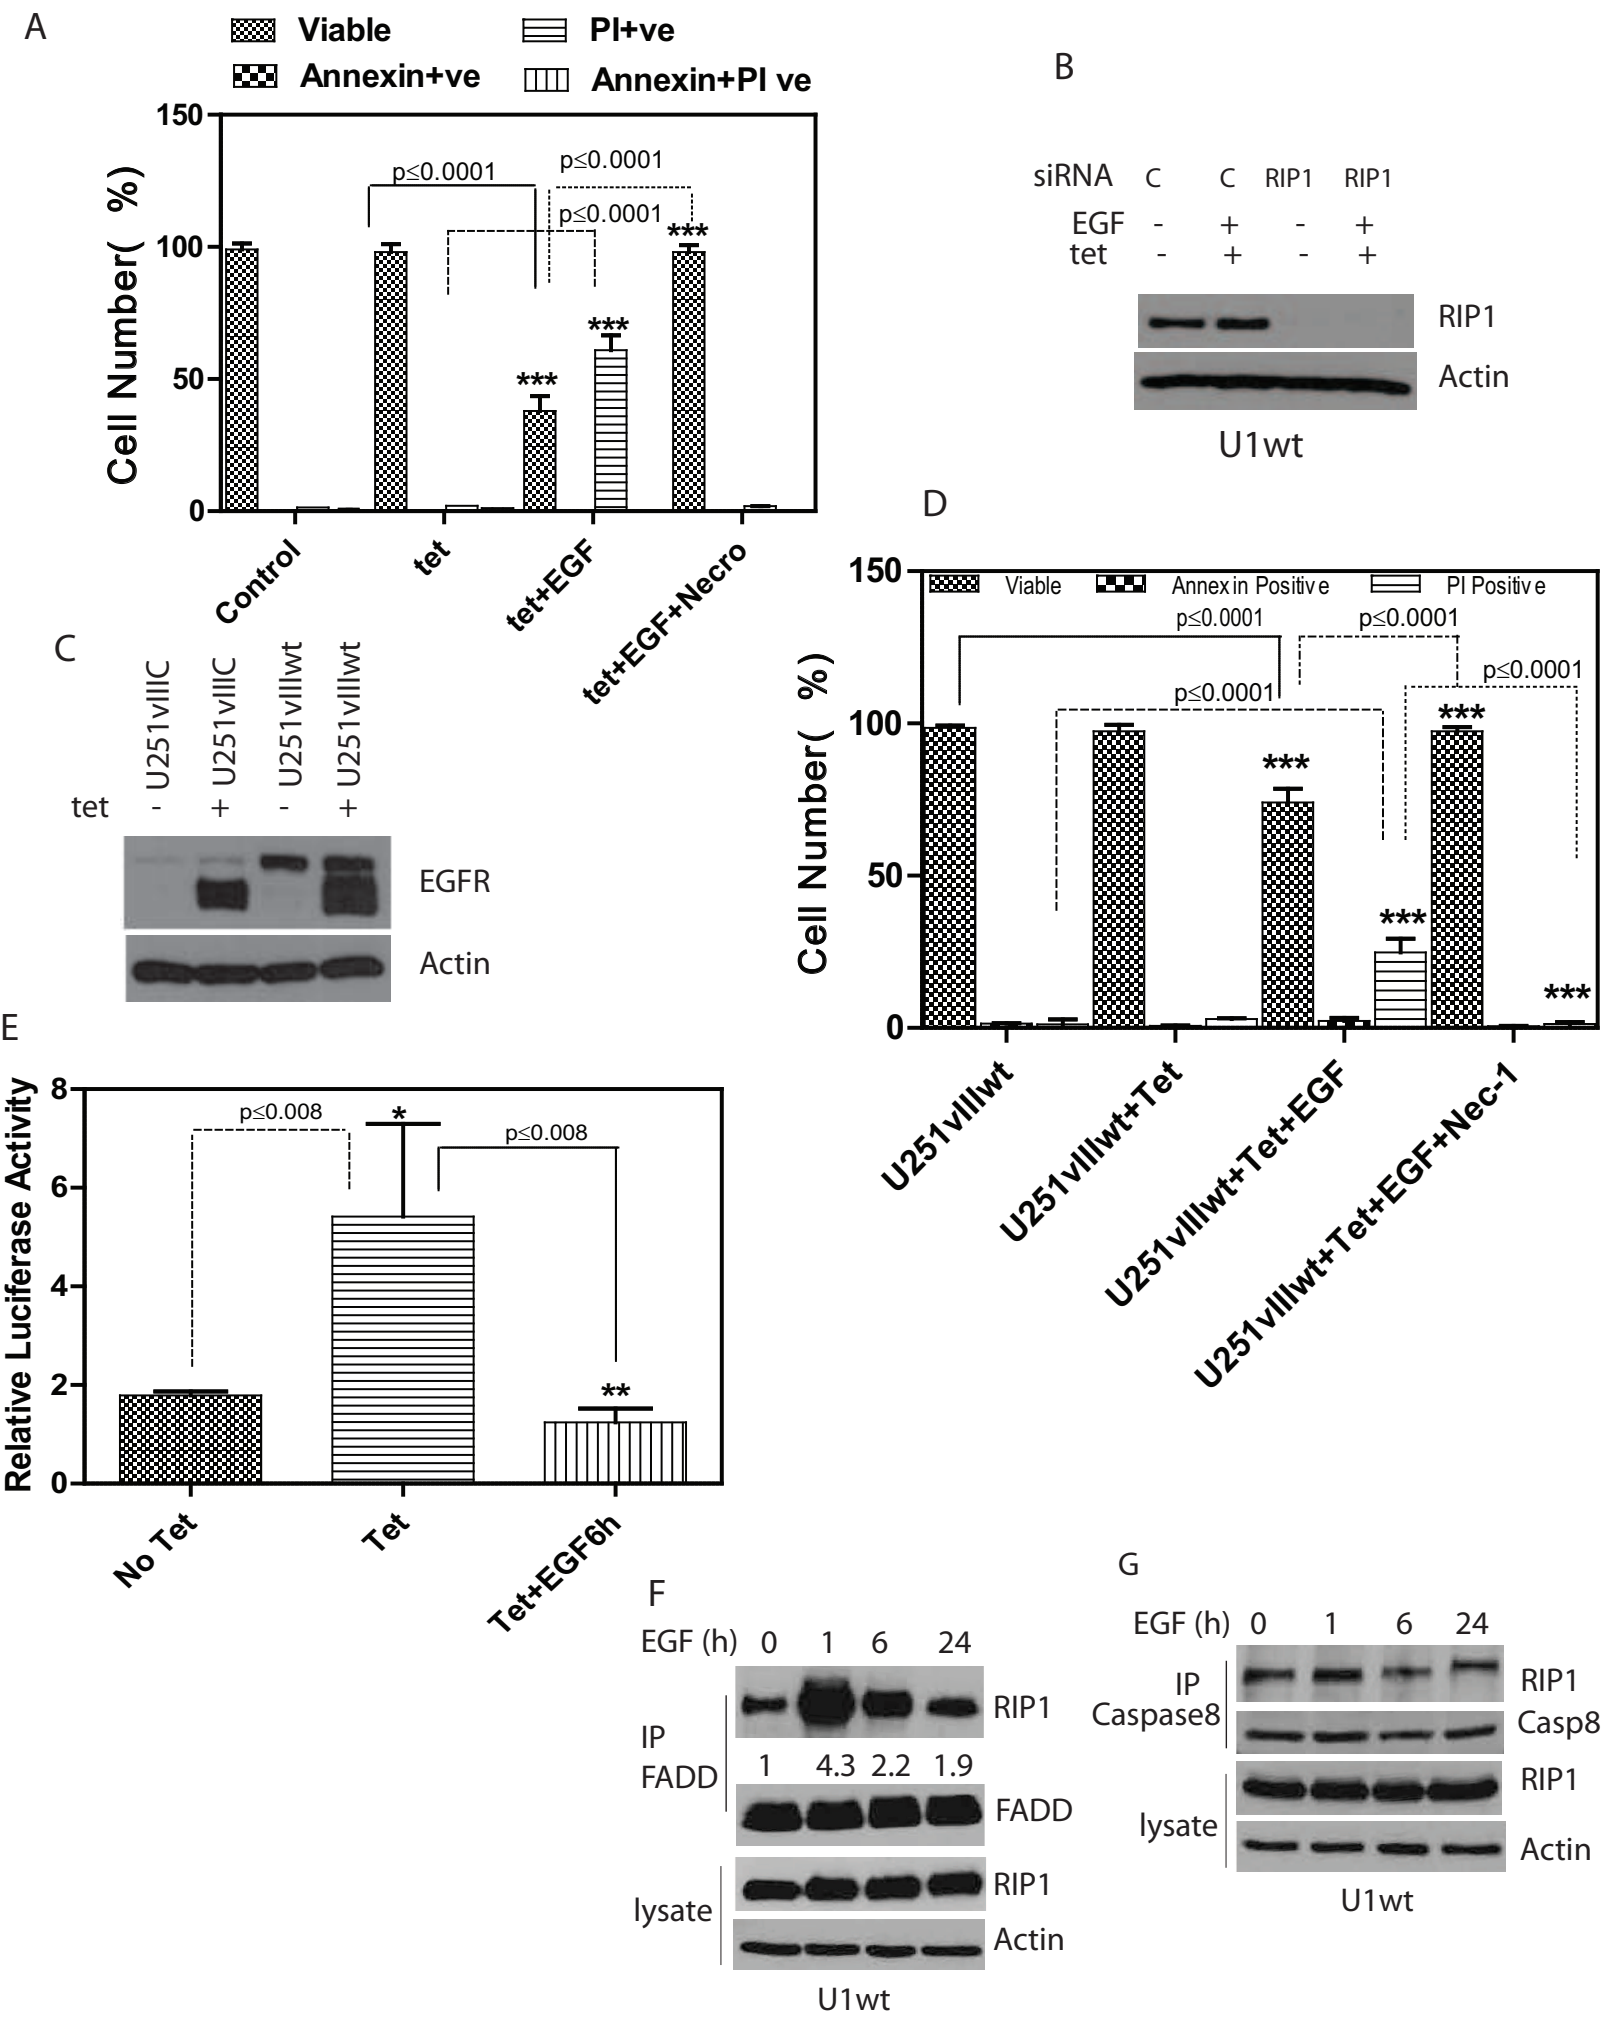 A
Viable
PI+ve
Annexin+ve
Annexin+PI ve
Cell Number( %)
150
100
50
0
p≤0.0001
p≤0.0001
p≤0.0001
***
***
***
Control
tet
tet+EGF
tet+EGF+Necro
B
siRNA C C RIP1 RIP1
EGF - + - +
tet - + - +
RIP1
Actin
U1wt
C
U251vIIIC
U251vIIIC
U251vIIIwt
U251vIIIwt
tet - + - +
EGFR
Actin
D
Cell Number( %)
150
100
50
0
Viable Annexin Positive PI Positive
p≤0.0001 p≤0.0001
p≤0.0001
p≤0.0001
***
***
***
***
U251vIIIwt
U251vIIIwt+Tet
U251vIIIwt+Tet+EGF
U251vIIIwt+Tet+EGF+Nec-1
E
Relative Luciferase Activity
8
6
4
2
0
p≤0.008
*
p≤0.008
**
No Tet
Tet
Tet+EGF6h
F
EGF (h) 0 1 6 24
IP
FADD
RIP1
1 4.3 2.2 1.9
FADD
lysate
RIP1
Actin
U1wt
G
EGF (h) 0 1 6 24
IP
Caspase8
RIP1
Casp8
lysate
RIP1
Actin
U1wt